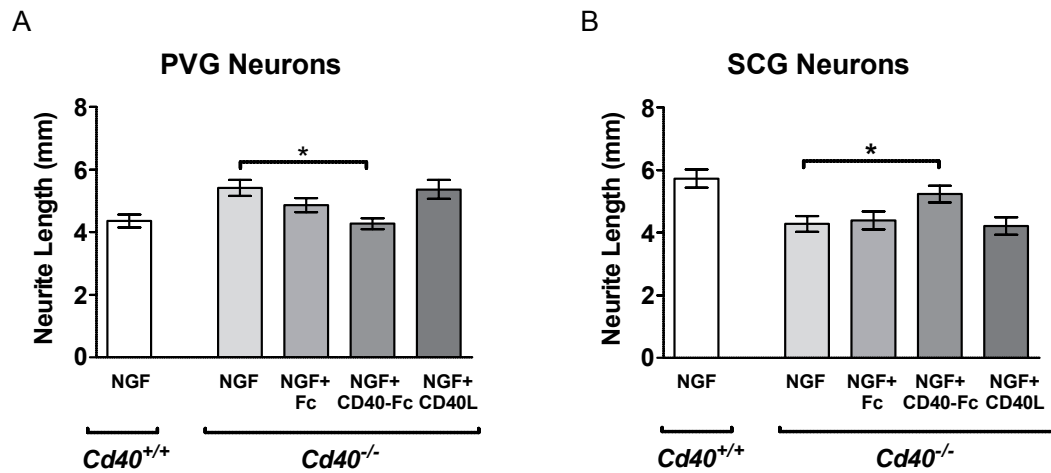 A
PVG Neurons
Neurite Length (mm)
8
6
4
2
0
*
NGF
NGF
NGF+
Fc
NGF+
CD40-Fc
NGF+
CD40L
Cd40+/+
Cd40-/-
B
SCG Neurons
Neurite Length (mm)
8
6
4
2
0
*
NGF
NGF
NGF+
Fc
NGF+
CD40-Fc
NGF+
CD40L
Cd40+/+
Cd40-/-